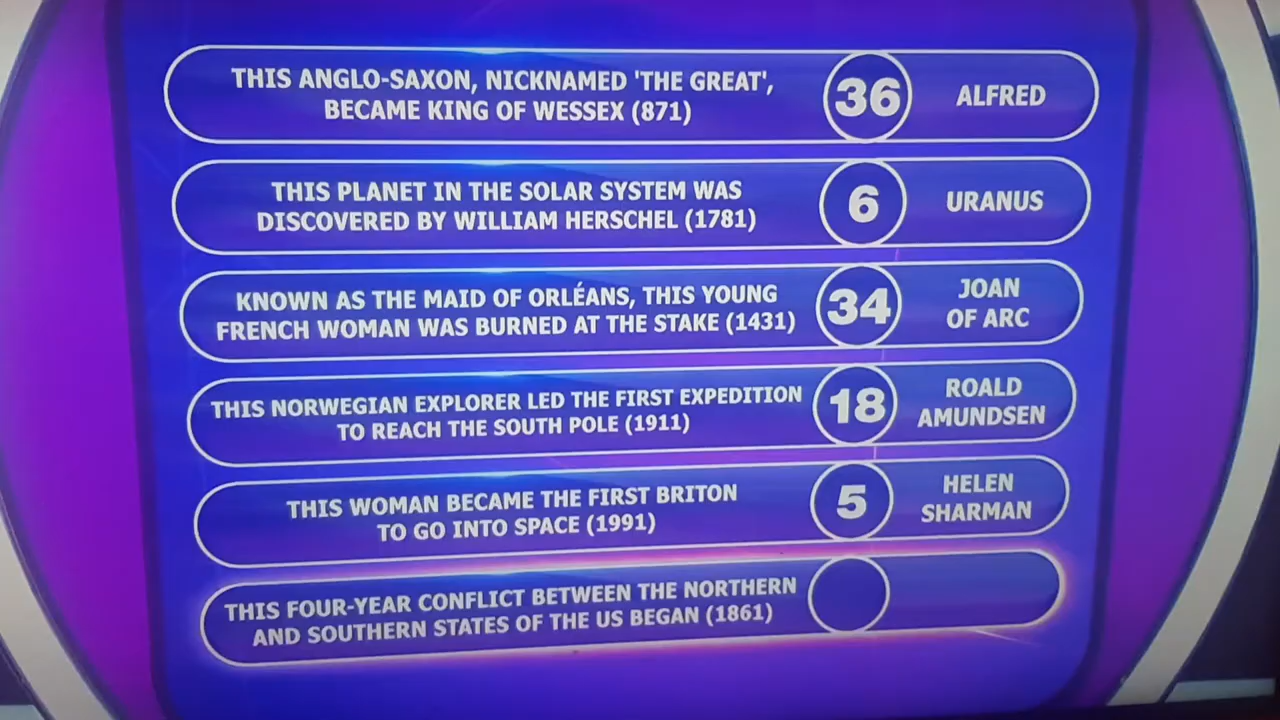 THIS ANGLO-SAXON, NICKNAMED 'THE GREAT',
BECAME KING OF WESSEX (871)
36
ALFRED
THIS PLANET IN THE SOLAR SYSTEM WAS
DISCOVERED BY WILLIAM HERSCHEL (1781)
6
URANUS
KNOWN AS THE MAID OF ORLÉANS, THIS YOUNG
FRENCH WOMAN WAS BURNED AT THE STAKE (1431)
34
JOAN
OF ARC
THIS NORWEGIAN EXPLORER LED THE FIRST EXPEDITION
TO REACH THE SOUTH POLE (1911)
18
ROALD
AMUNDSEN
THIS WOMAN BECAME THE FIRST BRITON
TO GO INTO SPACE (1991)
5
HELEN
SHARMAN
THIS FOUR-YEAR CONFLICT BETWEEN THE NORTHERN
AND SOUTHERN STATES OF THE US BEGAN (1861)